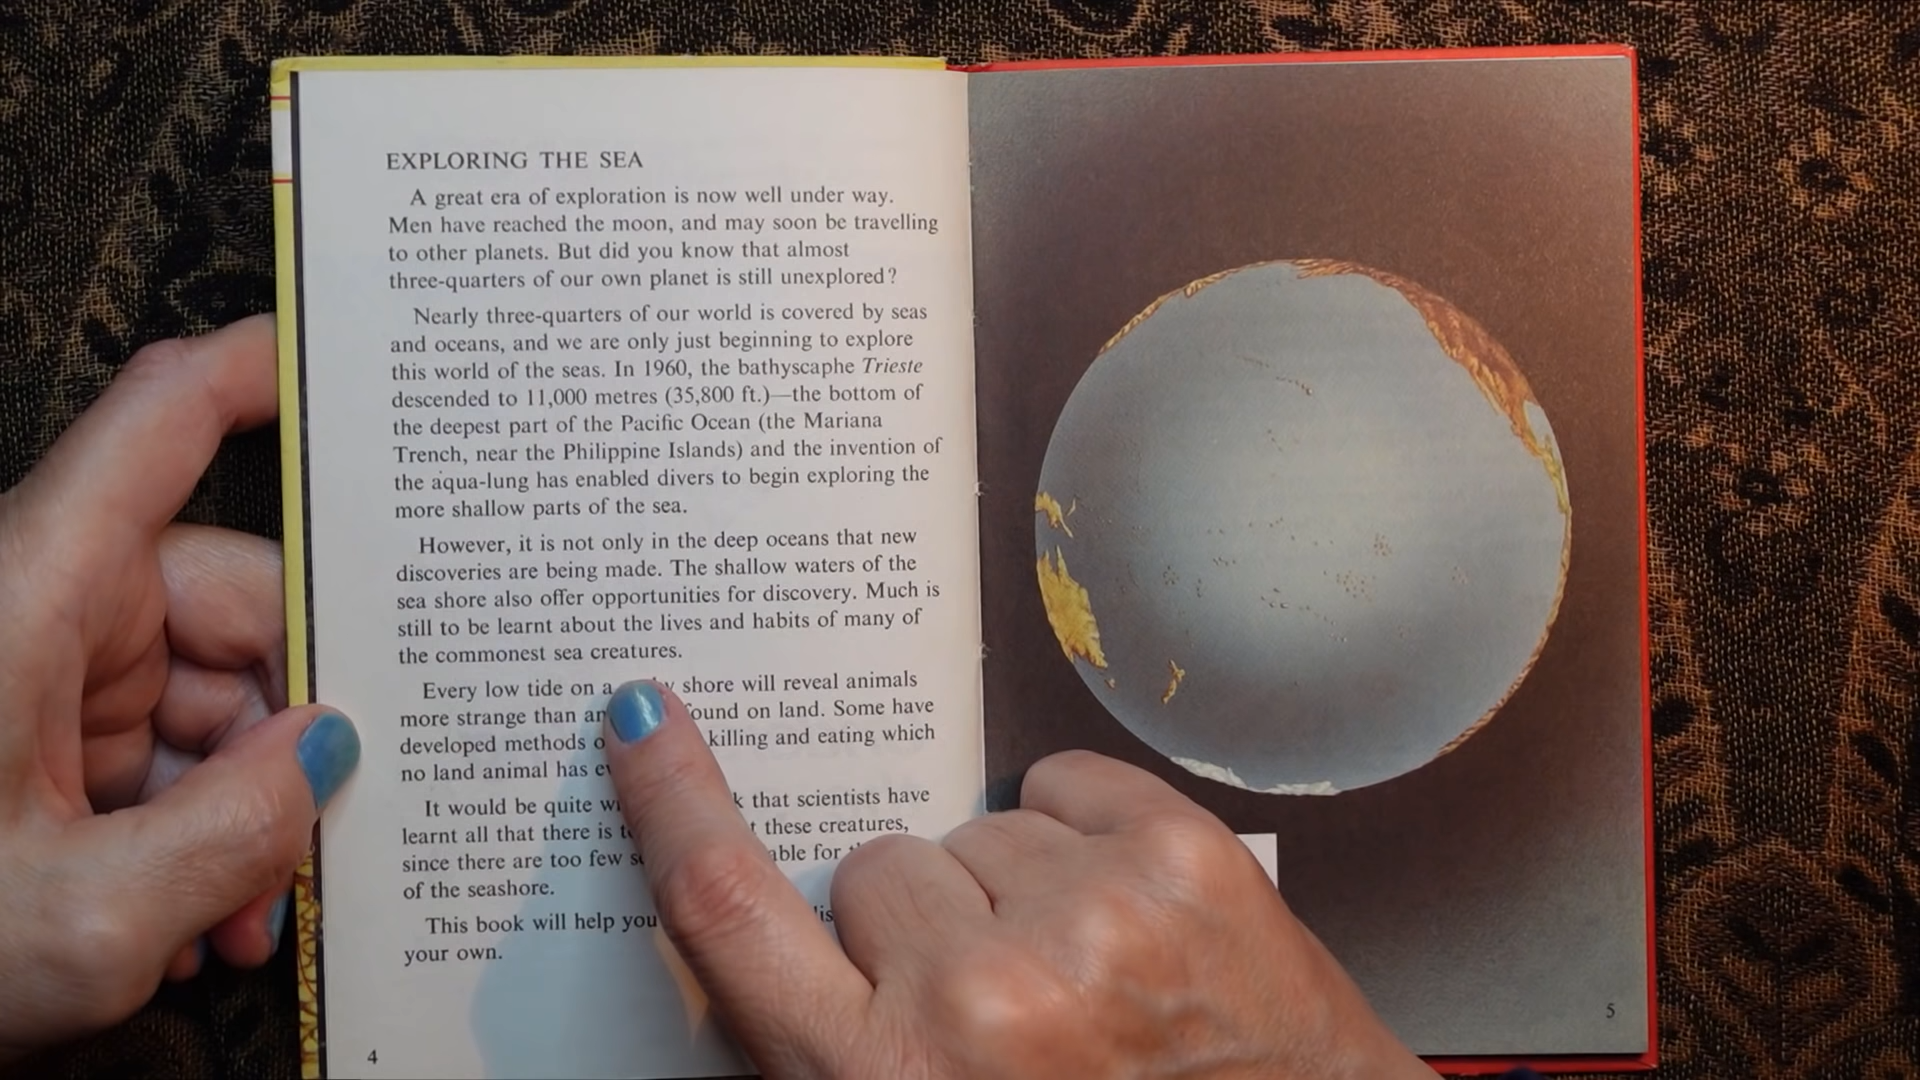 EXPLORING THE SEA
A great era of exploration is now well under way.
Men have reached the moon, and may soon be travelling
to other planets. But did you know that almost
three-quarters of our own planet is still unexplored?
Nearly three-quarters of our world is covered by seas
and oceans, and we are only just beginning to explore
this world of the seas. In 1960, the bathyscaphe Trieste
descended to 11,000 metres (35,800 ft.)—the bottom of
the deepest part of the Pacific Ocean (the Mariana
Trench, near the Philippine Islands) and the invention of
the aqua-lung has enabled divers to begin exploring the
more shallow parts of the sea.
However, it is not only in the deep oceans that new
discoveries are being made. The shallow waters of the
sea shore also offer opportunities for discovery. Much is
still to be learnt about the lives and habits of many of
the commonest sea creatures.
Every low tide on a shore will reveal animals
more strange than found on land. Some have
developed methods killing and eating which
no land animal has
It would be quite that scientists have
learnt all that there is these creatures,
since there are too few for
of the seashore.
This book will help you
your own.
4
5